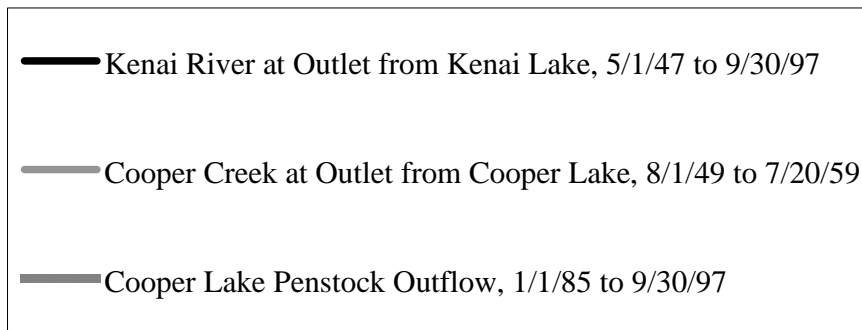 Kenai River at Outlet from Kenai Lake, 5/1/47 to 9/30/97
Cooper Creek at Outlet from Cooper Lake, 8/1/49 to 7/20/59
Cooper Lake Penstock Outflow, 1/1/85 to 9/30/97